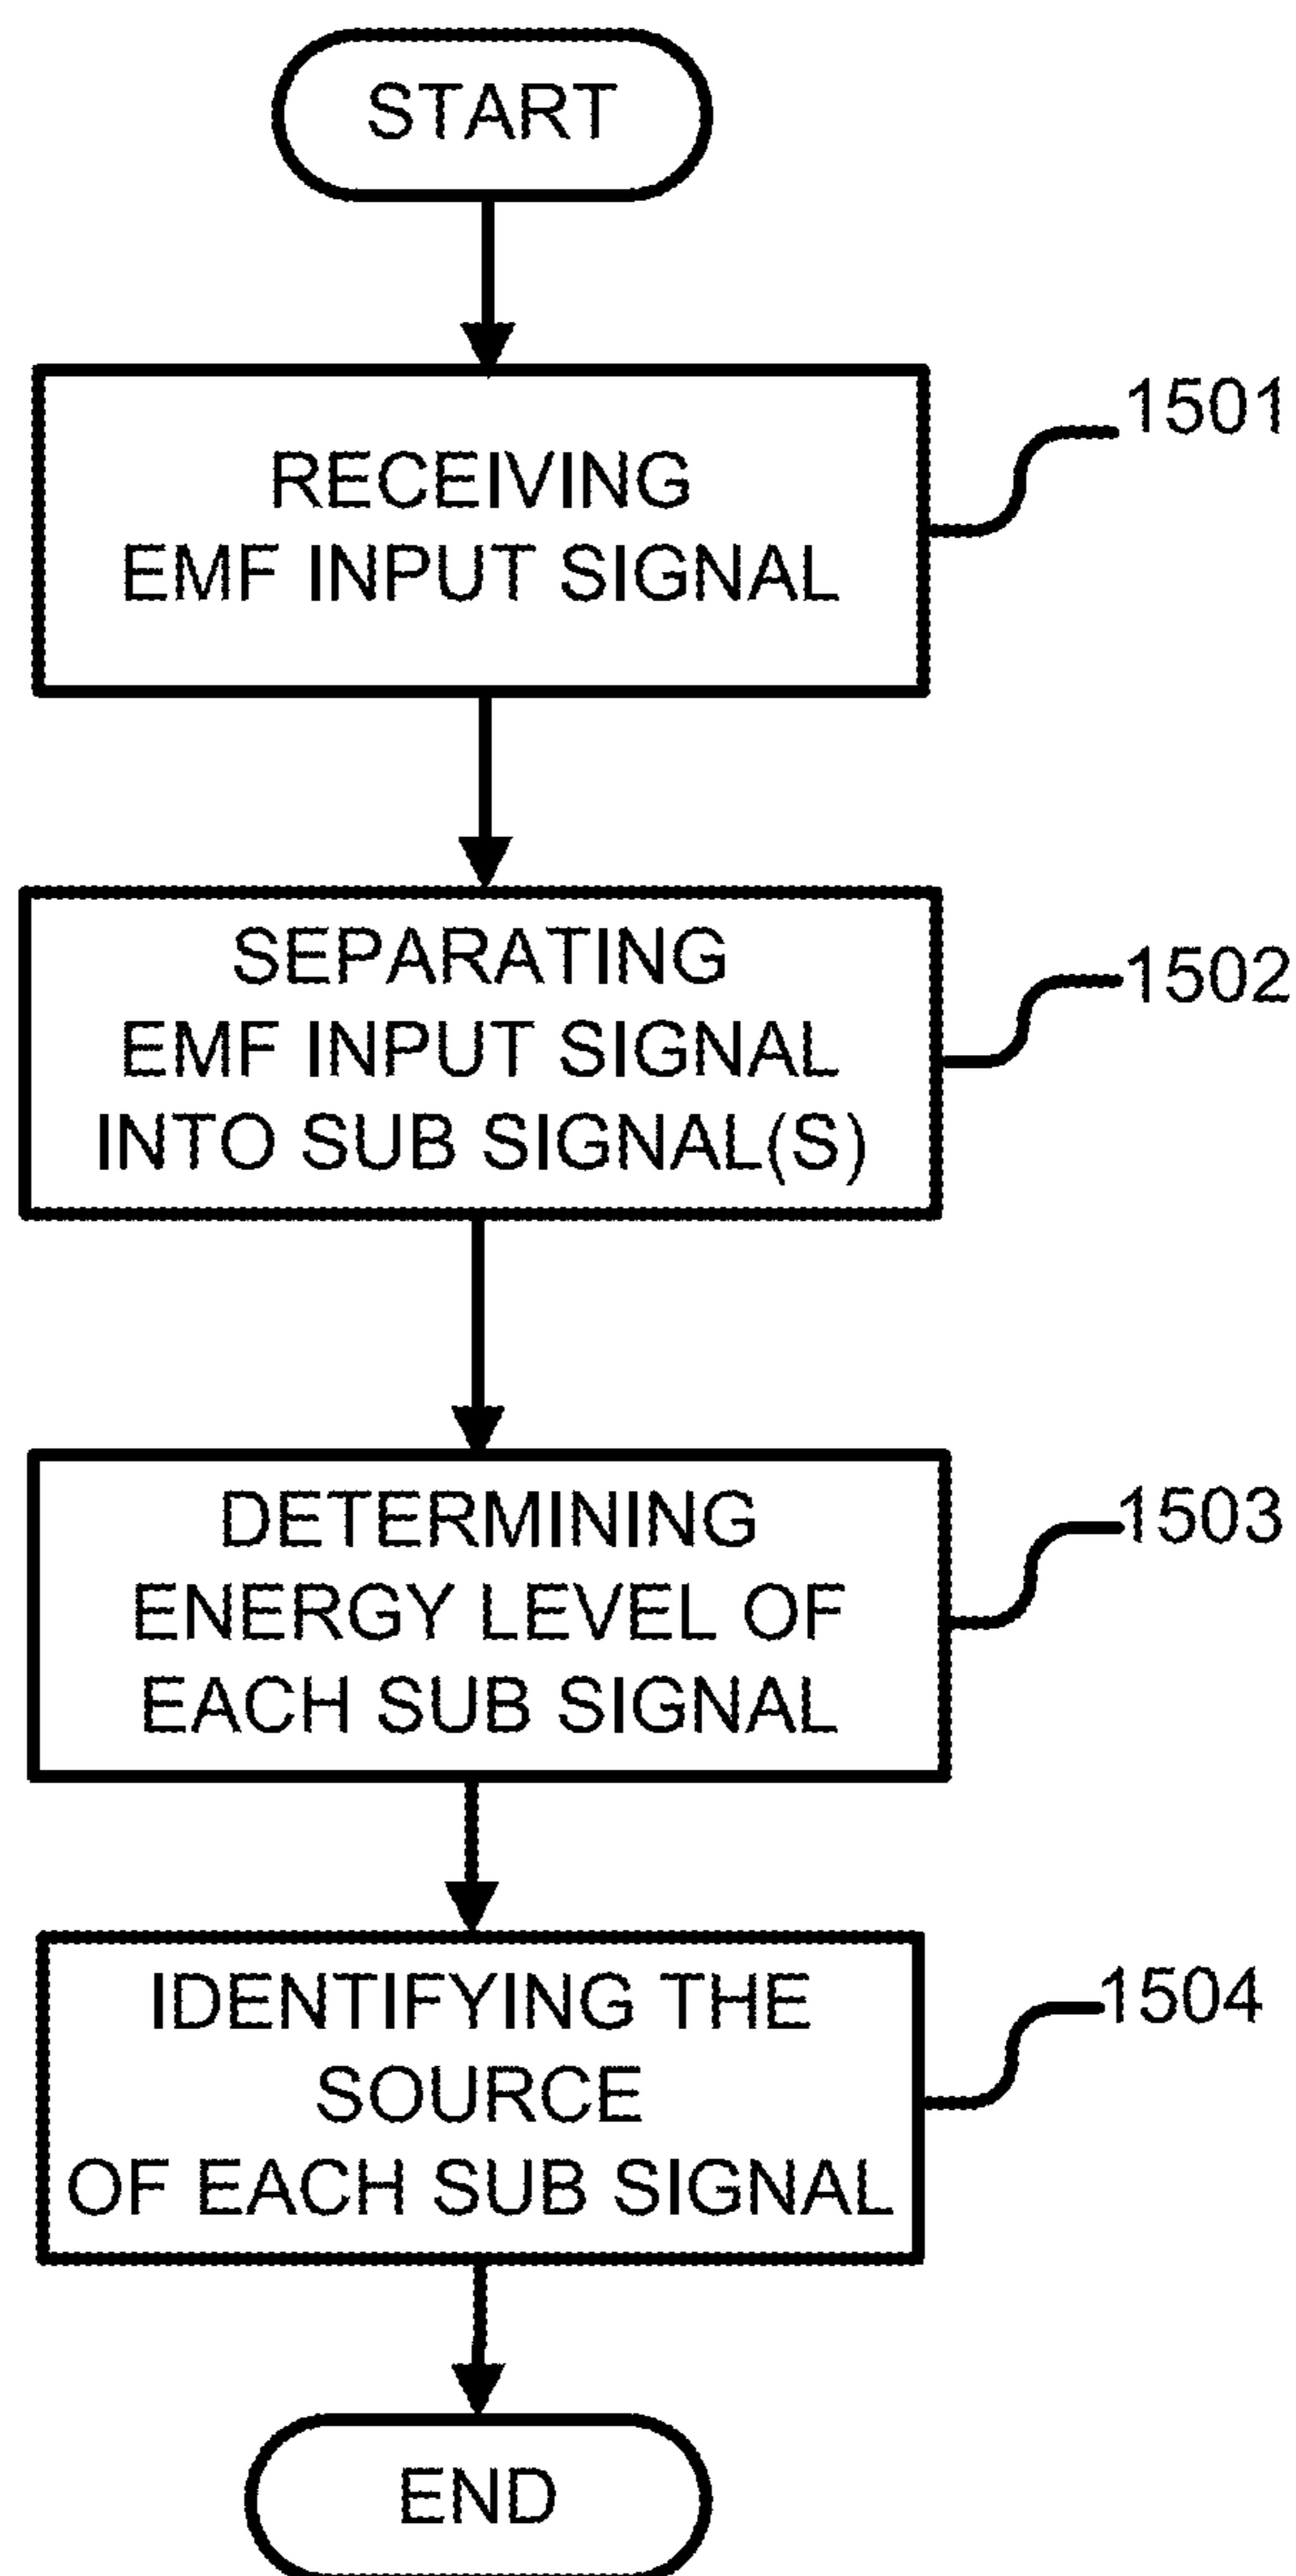 START
RECEIVING
EMF INPUT SIGNAL
1501
SEPARATING
EMF INPUT SIGNAL
INTO SUB SIGNAL(S)
1502
DETERMINING
ENERGY LEVEL OF
EACH SUB SIGNAL
1503
IDENTIFYING THE
SOURCE
OF EACH SUB SIGNAL
1504
END